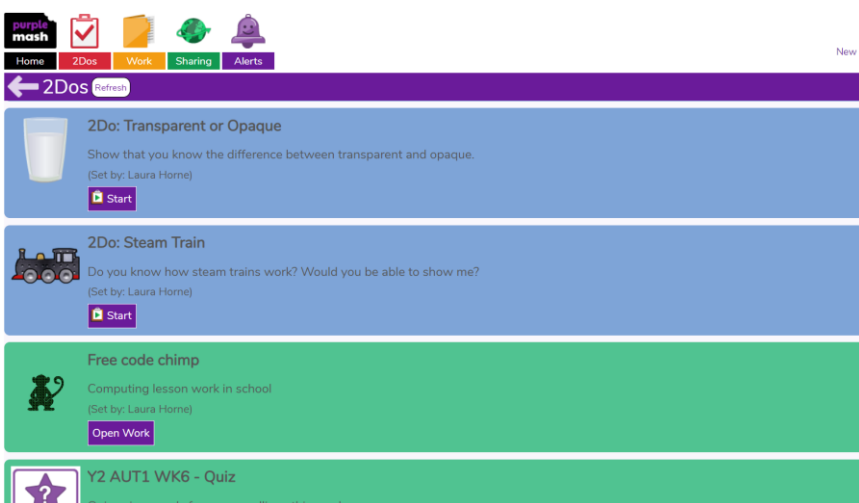 purple
mash
Home 2Dos Work Sharing Alerts
New
2Dos Refresh
2Do: Transparent or Opaque
Show that you know the difference between transparent and opaque.
(Set by: Laura Horne)
Start
2Do: Steam Train
Do you know how steam trains work? Would you be able to show me?
(Set by: Laura Horne)
Start
Free code chimp
Computing lesson work in school
(Set by: Laura Horne)
Open Work
?
Y2 AUT1 WK6 - Quiz